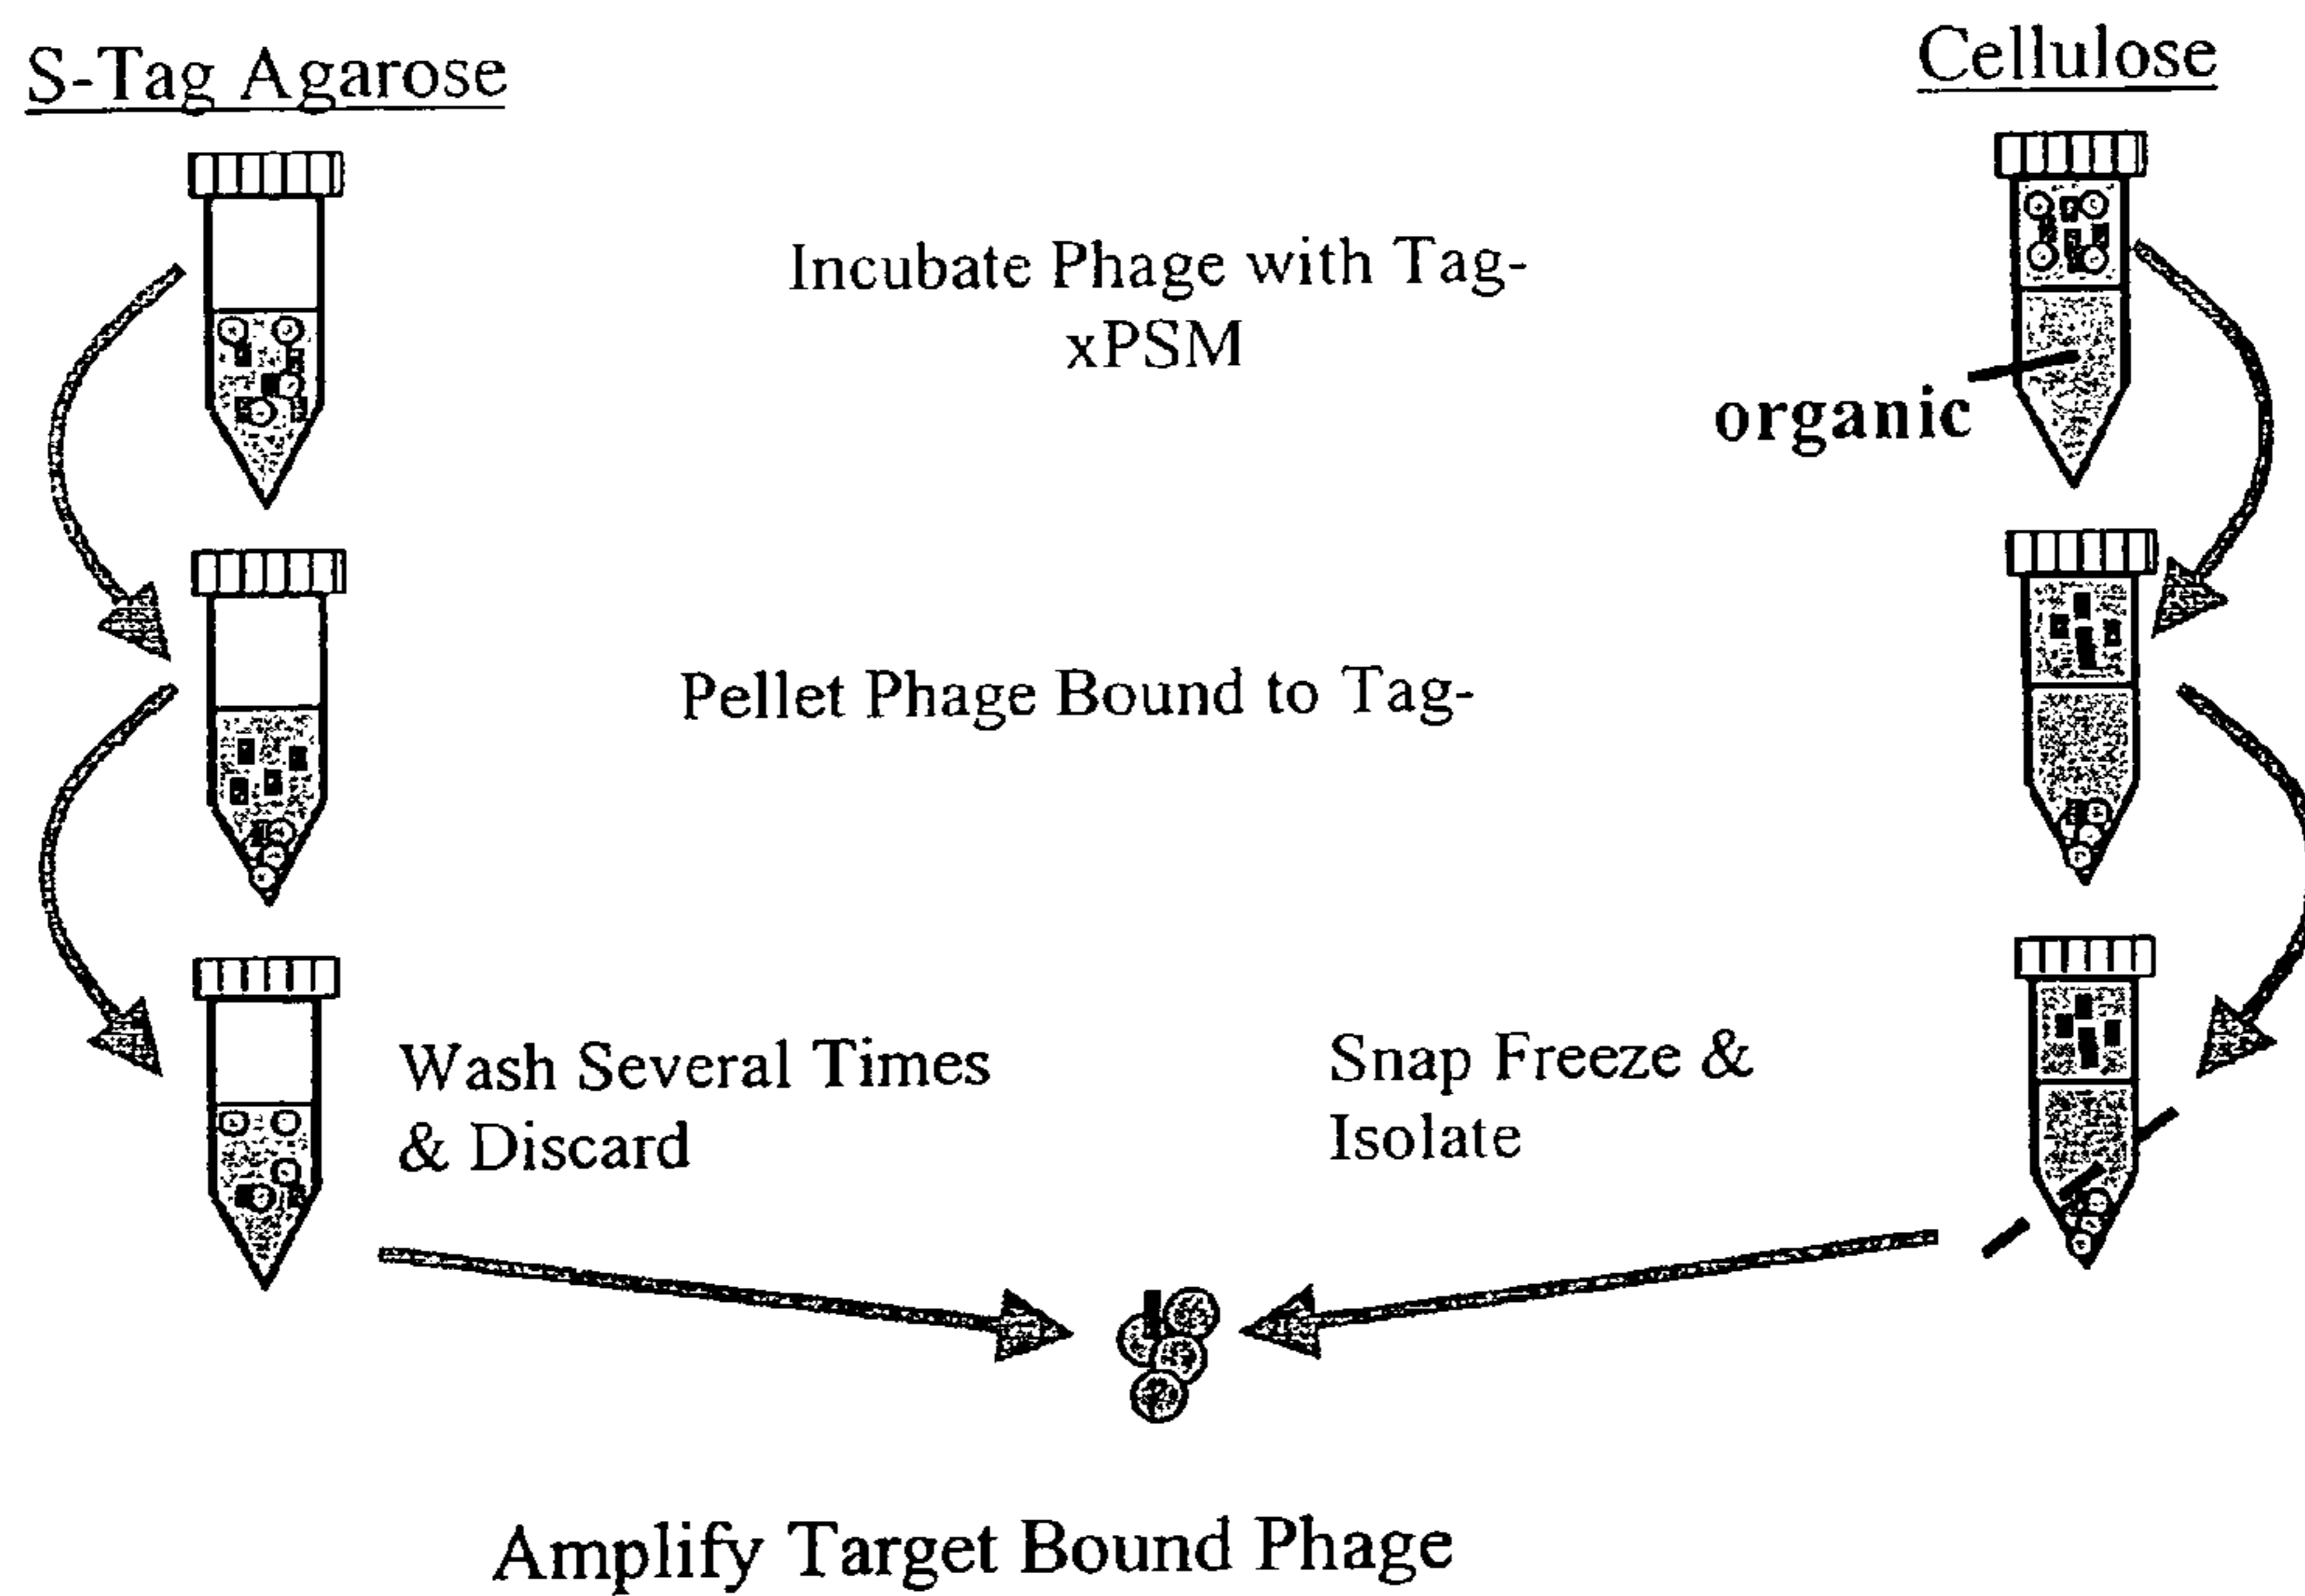 S-Tag Agarose
Cellulose
Incubate Phage with Tag-
xPSM
organic
Pellet Phage Bound to Tag-
Wash Several Times
& Discard
Snap Freeze &
Isolate
Amplify Target Bound Phage